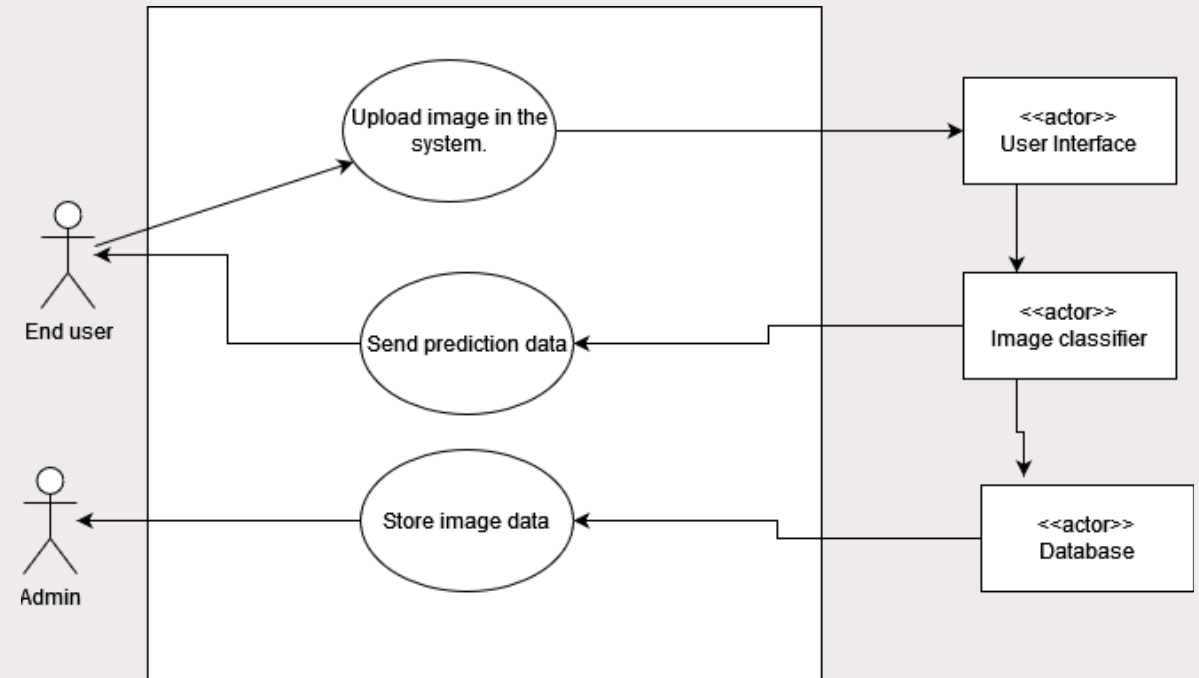 Upload image in the
system.
<<actor>>
User Interface
End user
Send prediction data
<<actor>>
Image classifier
Admin
Store image data
<<actor>>
Database